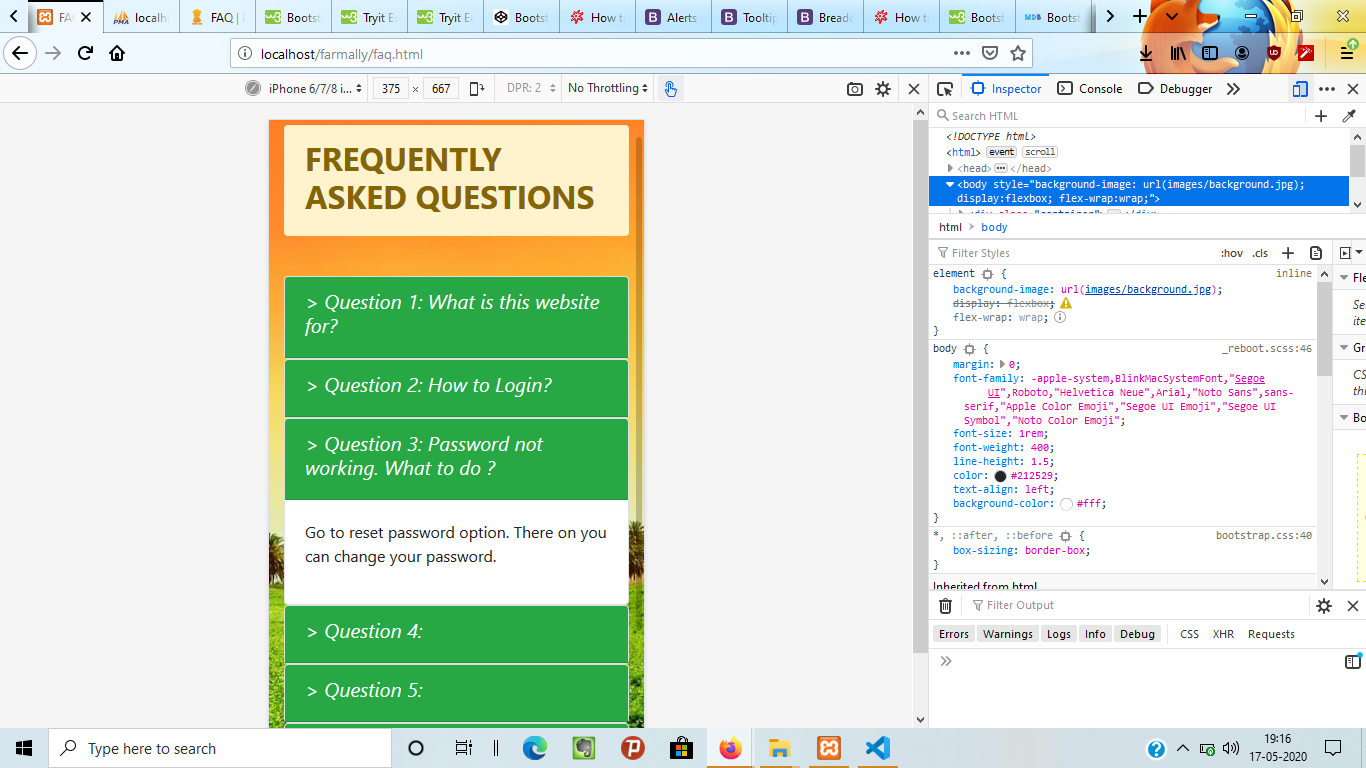 FA
localh
FAQ |
Bootst
Tryit Ed
Tryit Ed
Bootst
How t
Alerts
Tooltip
Breadc
How t
Bootst
MDB Bootst
localhost/farmally/faq.html
iPhone 6/7/8 i...
375 × 667
DPR: 2
No Throttling
Inspector
Console
Debugger
Search HTML
<!DOCTYPE html>
<html> event scroll
<head> ... </head>
<body style="background-image: url(images/background.jpg);
display:flexbox; flex-wrap:wrap;">
html > body
Filter Styles
:hov .cls
element { inline
background-image: url(images/background.jpg);
display: flexbox;
flex-wrap: wrap;
}
body { _reboot.scss:46
margin: 0;
font-family: -apple-system,BlinkMacSystemFont,"Segoe
UI",Roboto,"Helvetica Neue",Arial,"Noto Sans",sans-
serif,"Apple Color Emoji","Segoe UI Emoji","Segoe UI
Symbol","Noto Color Emoji";
font-size: 1rem;
font-weight: 400;
line-height: 1.5;
color: #212529;
text-align: left;
background-color: #fff;
}
*, ::after, ::before { bootstrap.css:40
box-sizing: border-box;
}
Inherited from html
Fle
Se
ite
Gr
CS
thi
Bo
Filter Output
Errors Warnings Logs Info Debug CSS XHR Requests
FREQUENTLY
ASKED QUESTIONS
> Question 1: What is this website
for?
> Question 2: How to Login?
> Question 3: Password not
working. What to do ?
Go to reset password option. There on you
can change your password.
> Question 4:
> Question 5:
Type here to search
19:16
17-05-2020